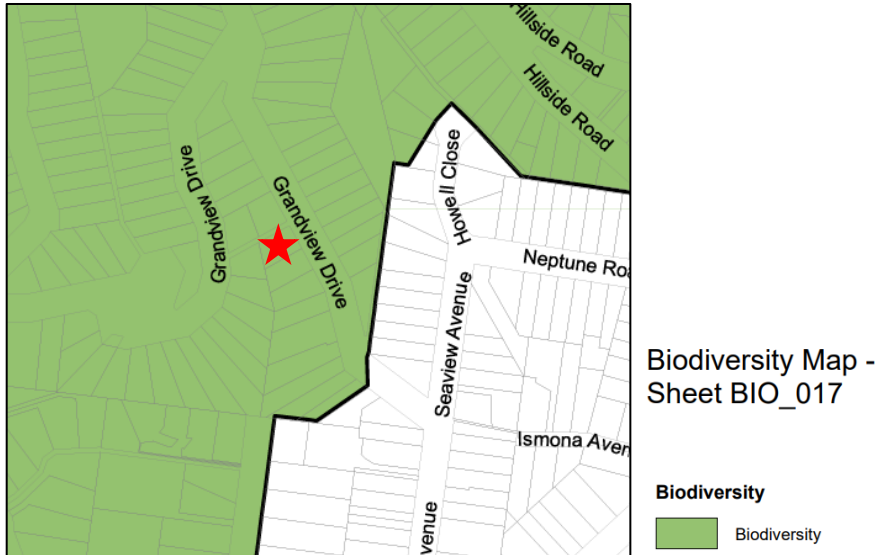 Hillside Road
Hillside Road
Howell Close
Grandview Drive
Grandview Drive
Neptune Roa
Seaview Avenue
Biodiversity Map -
Sheet BIO_017
Ismona Aven
venue
Biodiversity
Biodiversity